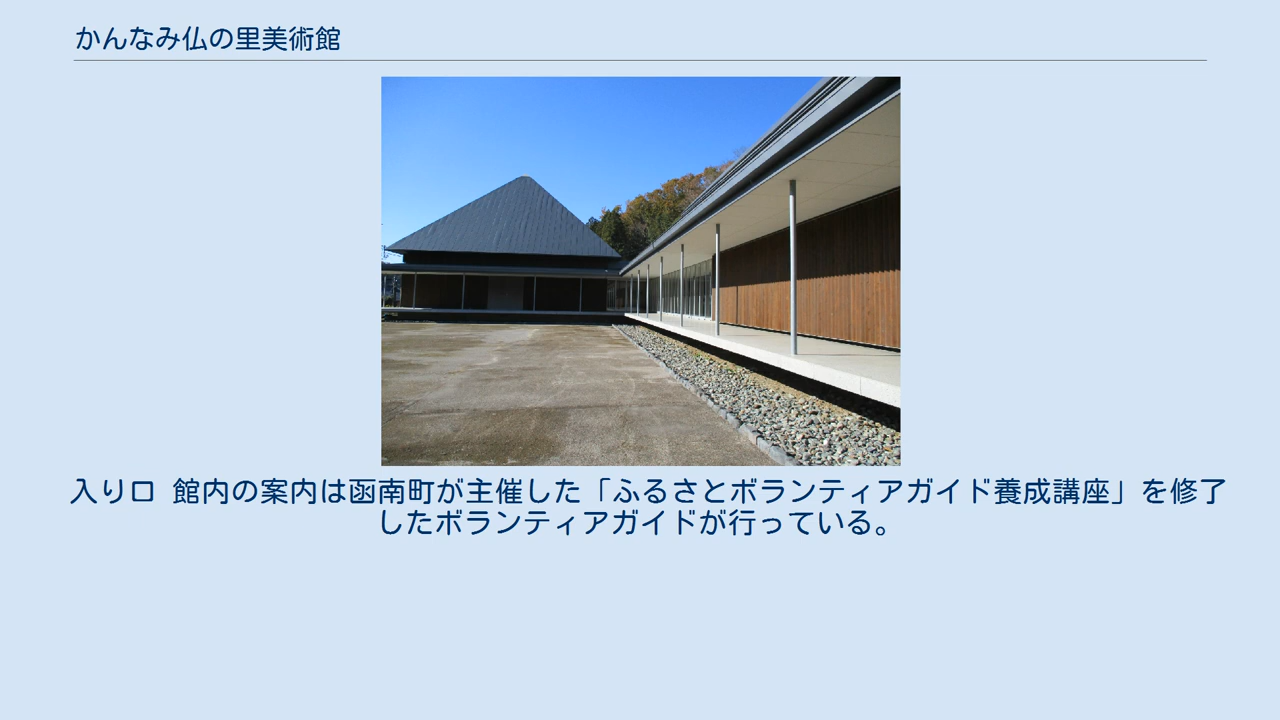 かんなみ仏の里美術館
入り口 館内の案内は函南町が主催した「ふるさとボランティアガイド養成講座」を修了
したボランティアガイドが行っている。